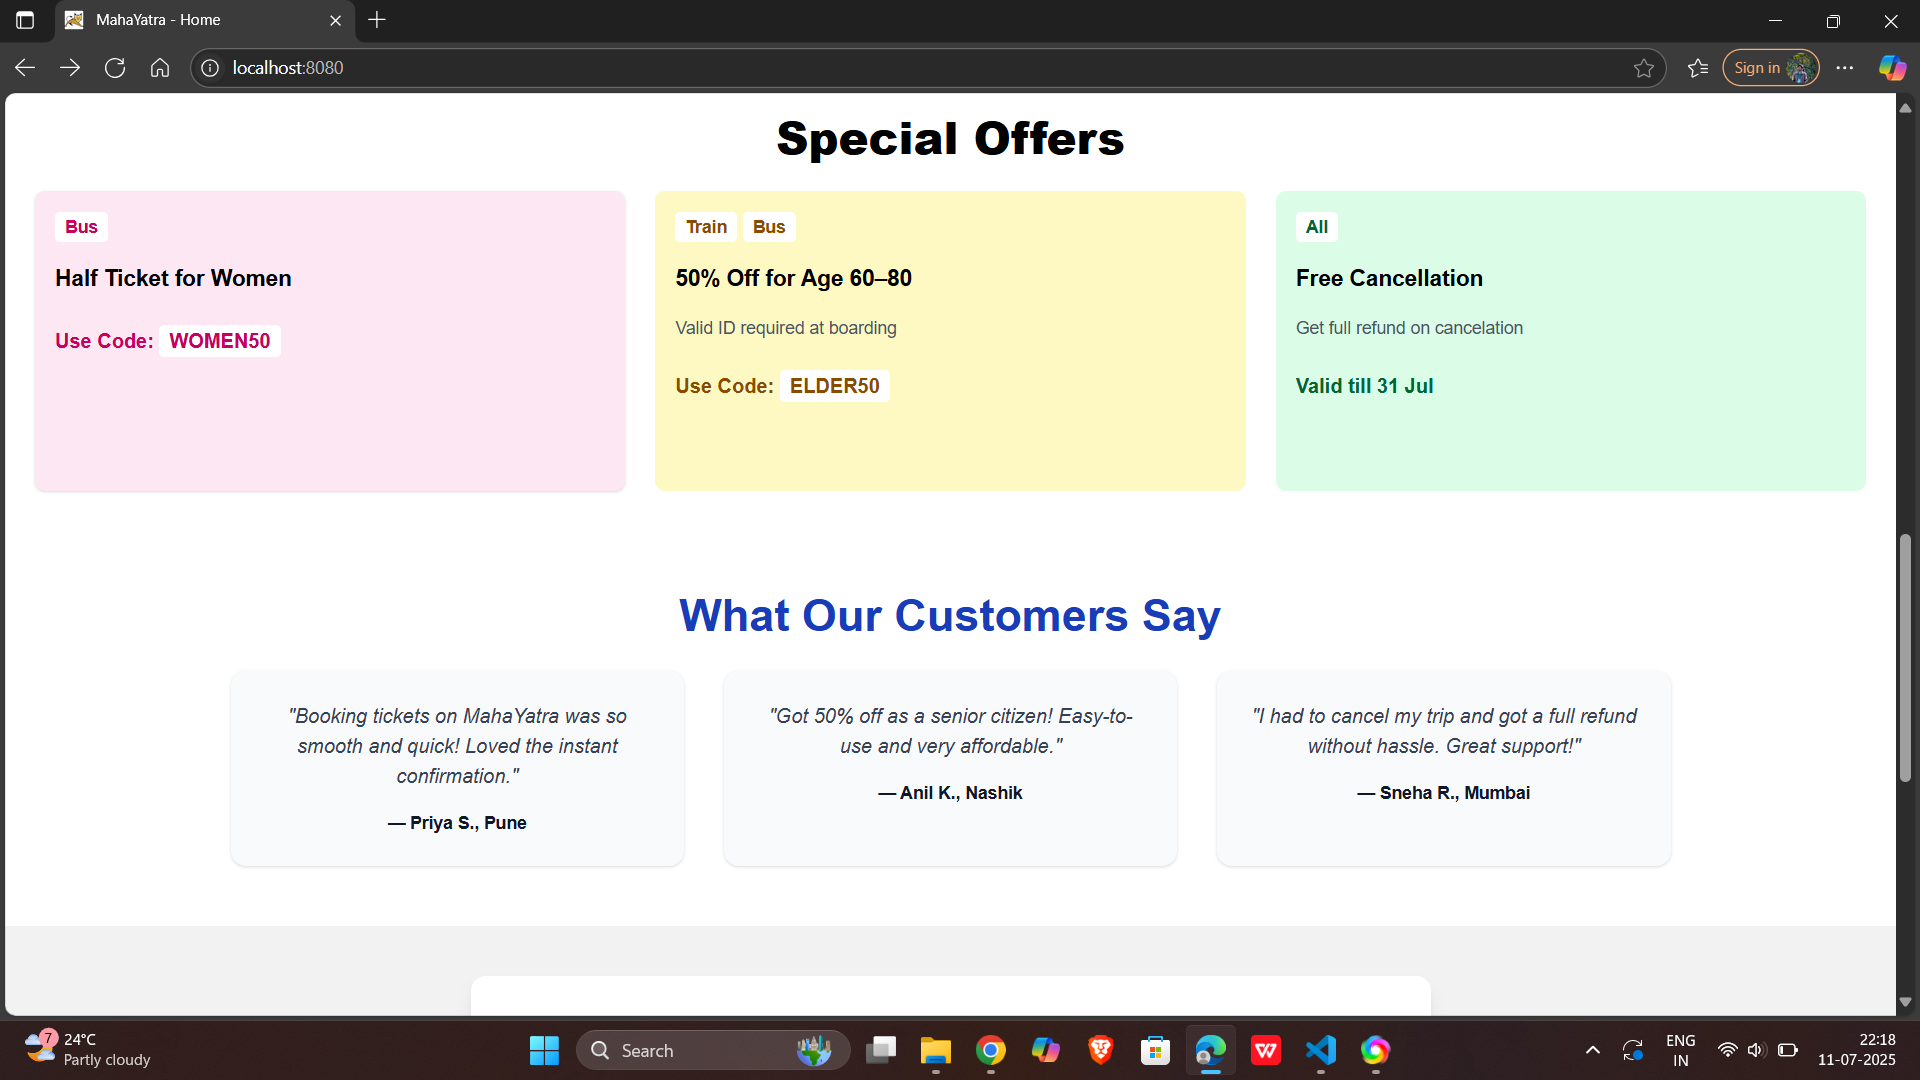 MahaYatra - Home
localhost:8080
Sign in
Special Offers
Bus
Half Ticket for Women
Use Code: WOMEN50
Train Bus
50% Off for Age 60–80
Valid ID required at boarding
Use Code: ELDER50
All
Free Cancellation
Get full refund on cancelation
Valid till 31 Jul
What Our Customers Say
"Booking tickets on MahaYatra was so
smooth and quick! Loved the instant
confirmation."
— Priya S., Pune
"Got 50% off as a senior citizen! Easy-to-
use and very affordable."
— Anil K., Nashik
"I had to cancel my trip and got a full refund
without hassle. Great support!"
— Sneha R., Mumbai
7
24°C
Partly cloudy
Search
W
ENG
IN
22:18
11-07-2025